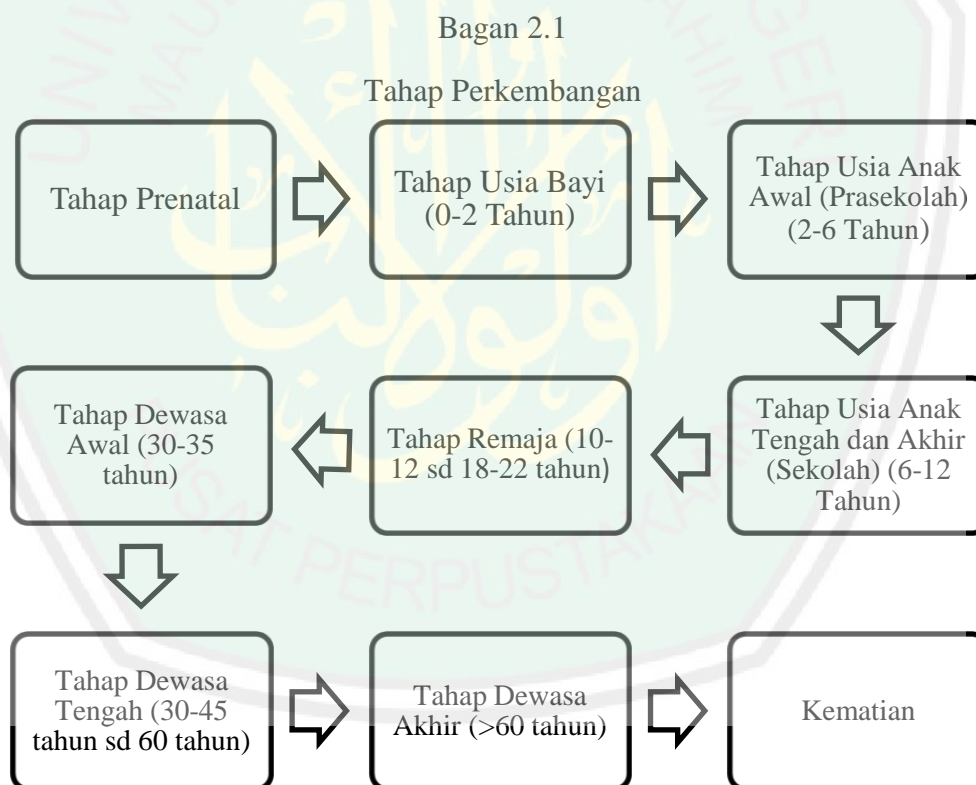 Bagan 2.1
Tahap Perkembangan
Tahap Prenatal
Tahap Usia Bayi
(0-2 Tahun)
Tahap Usia Anak
Awal (Prasekolah)
(2-6 Tahun)
Tahap Usia Anak
Tengah dan Akhir
(Sekolah) (6-12
Tahun)
Tahap Remaja (10-
12 sd 18-22 tahun)
Tahap Dewasa
Awal (30-35
tahun)
Tahap Dewasa
Tengah (30-45
tahun sd 60 tahun)
Tahap Dewasa
Akhir (>60 tahun)
Kematian